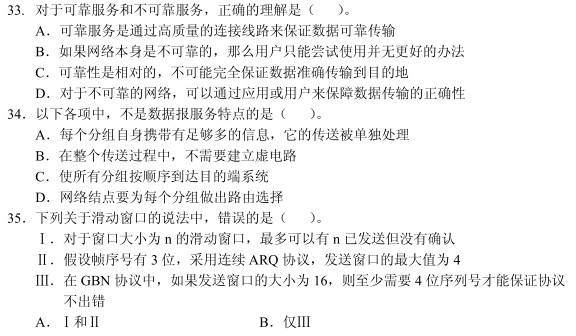 33. 对于可靠服务和不可靠服务，正确的理解是（　　）。
A．可靠服务是通过高质量的连接线路来保证数据可靠传输
B．如果网络本身是不可靠的，那么用户只能尝试使用并无更好的办法
C．可靠性是相对的，不可能完全保证数据准确传输到目的地
D．对于不可靠的网络，可以通过应用或用户来保障数据传输的正确性
34. 以下各项中，不是数据报服务特点的是（　　）。
A．每个分组自身携带有足够多的信息，它的传送被单独处理
B．在整个传送过程中，不需要建立虚电路
C．使所有分组按顺序到达目的端系统
D．网络结点要为每个分组做出路由选择
35. 下列关于滑动窗口的说法中，错误的是（　　）。
Ⅰ．对于窗口大小为 n 的滑动窗口，最多可以有 n 已发送但没有确认
Ⅱ．假设帧序号有 3 位，采用连续 ARQ 协议，发送窗口的最大值为 4
Ⅲ．在 GBN 协议中，如果发送窗口的大小为 16，则至少需要 4 位序列号才能保证协议
不出错
A．Ⅰ和Ⅱ　　B．仅Ⅲ